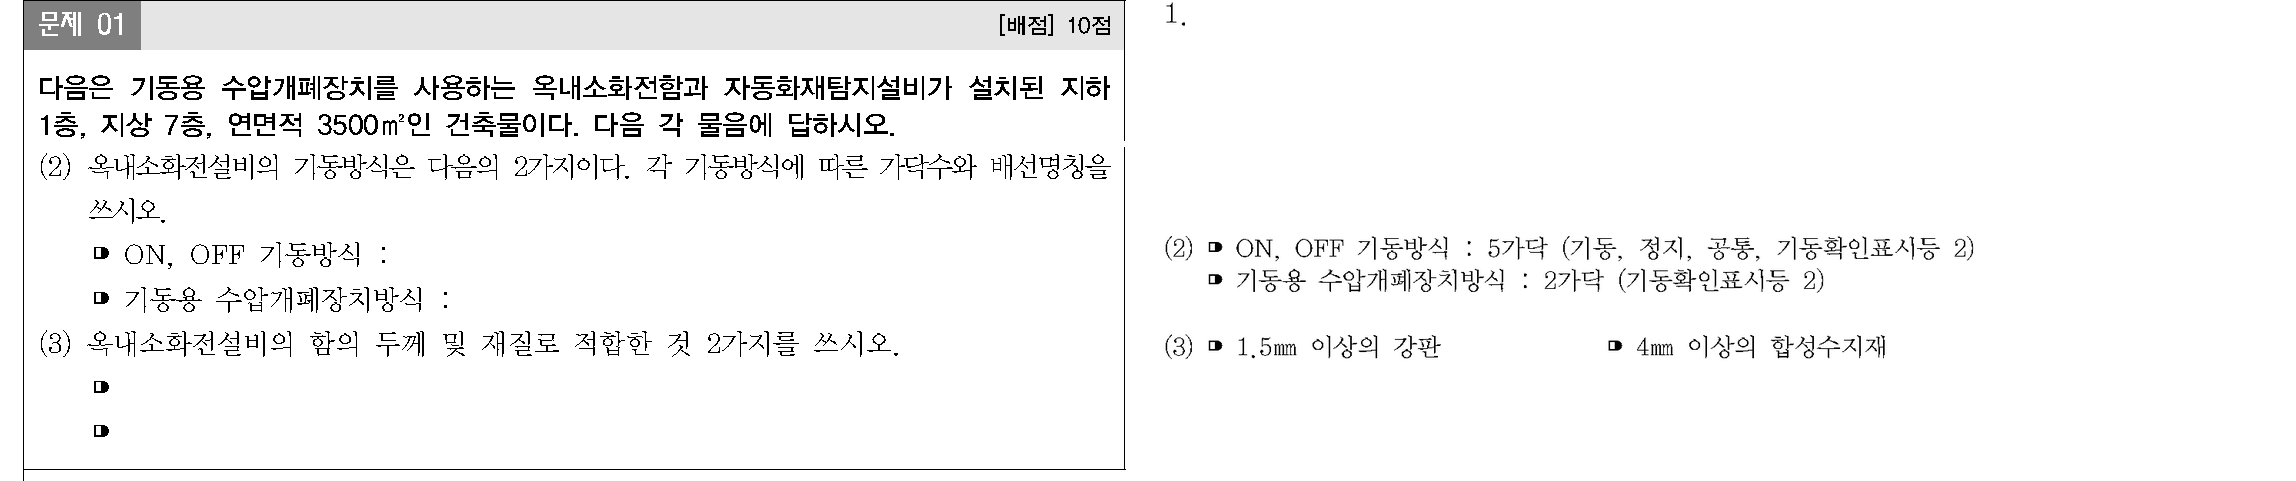 문제 01
[배점] 10점
다음은 기동용 수압개폐장치를 사용하는 옥내소화전함과 자동화재탐지설비가 설치된 지하
1층, 지상 7층, 연면적 3500㎡인 건축물이다. 다음 각 물음에 답하시오.
(2) 옥내소화전설비의 기동방식은 다음의 2가지이다. 각 기동방식에 따른 가닥수와 배선명칭을
쓰시오.
ON, OFF 기동방식 :
기동용 수압개폐장치방식 :
(3) 옥내소화전설비의 함의 두께 및 재질로 적합한 것 2가지를 쓰시오.
1.
(2) ON, OFF 기동방식 : 5가닥 (기동, 정지, 공통, 기동확인표시등 2)
기동용 수압개폐장치방식 : 2가닥 (기동확인표시등 2)
(3) 1.5㎜ 이상의 강판 4㎜ 이상의 합성수지재